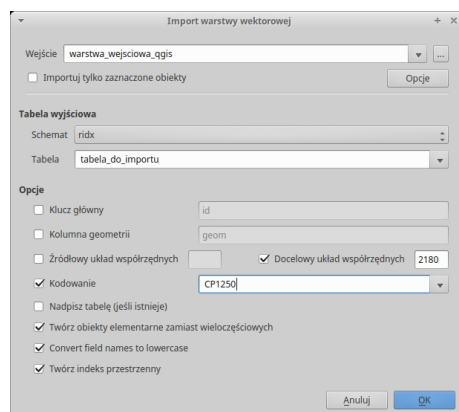 Import warstwy wektorowej
Wejście warstwa_wejsciowa_qgis ...
Importuj tylko zaznaczone obiekty Opcje
Tabela wyjściowa
Schemat ridx
Tabela tabela_do_importu
Opcje
Klucz główny id
Kolumna geometrii geom
Źródłowy układ współrzędnych Docelowy układ współrzędnych 2180
Kodowanie CP1250
Nadpisz tabelę (jeśli istnieje)
Twórz obiekty elementarne zamiast wieloczęściowych
Convert field names to lowercase
Twórz indeks przestrzenny
Anuluj OK